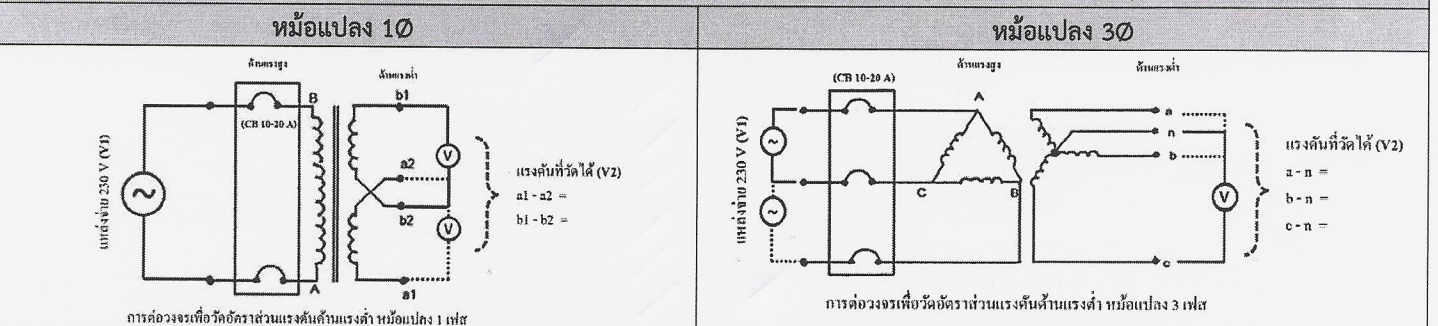 หม้อแปลง 1Ø
ด้านแรงสูง
ด้านแรงต่ำ
(CB 10-20 A)
แหล่งจ่าย 230 V (V1)
B
A
b1
a2
b2
a1
V
V
แรงดันที่วัดได้ (V2)
a1 - a2 =
b1 - b2 =
การต่อวงจรเพื่อวัดอัตราส่วนแรงดันด้านแรงต่ำ หม้อแปลง 1 เฟส
หม้อแปลง 3Ø
(CB 10-20 A)
ด้านแรงสูง
ด้านแรงต่ำ
แหล่งจ่าย 230 V (V1)
A
C
B
a
n
b
c
V
แรงดันที่วัดได้ (V2)
a - n =
b - n =
c - n =
การต่อวงจรเพื่อวัดอัตราส่วนแรงดันด้านแรงต่ำ หม้อแปลง 3 เฟส